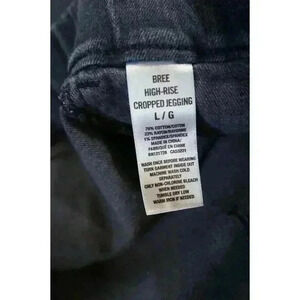 BREE
HIGH-RISE
CROPPED JEGGING
L / G
76% COTTON/COTON
23% RAYON/RAYONNE
1% SPANDEX/SPANDEX
MADE IN CHINA/
FABRIQUÉ EN CHINE
WASH ONCE BEFORE WEARING
TURN GARMENT INSIDE OUT
MACHINE WASH COLD
SEPARATELY
ONLY NON-CHLORINE BLEACH
WHEN NEEDED
TUMBLE DRY LOW
WARM IRON IF NEEDED